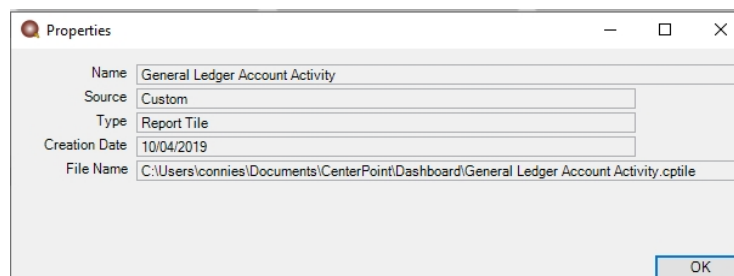 Properties
Name General Ledger Account Activity
Source Custom
Type Report Tile
Creation Date 10/04/2019
File Name C:\Users\connies\Documents\CenterPoint\Dashboard\General Ledger Account Activity.cptile
OK